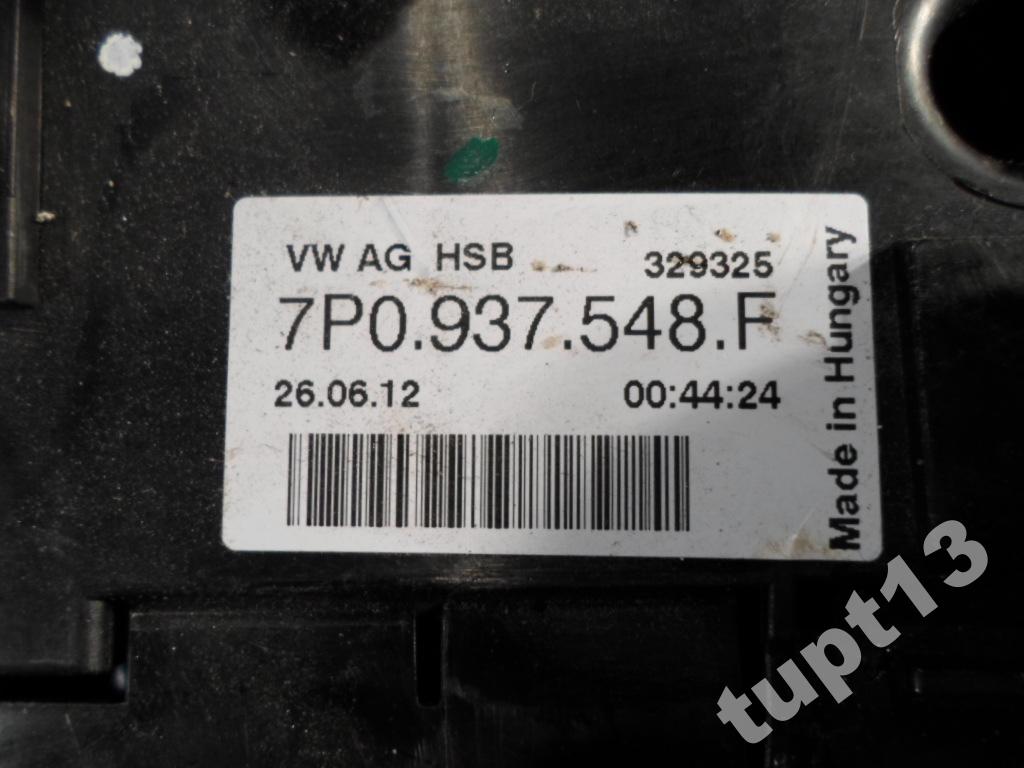 VW AG HSB 329325
7P0.937.548.F
26.06.12 00:44:24
Made in Hungary
tupt13